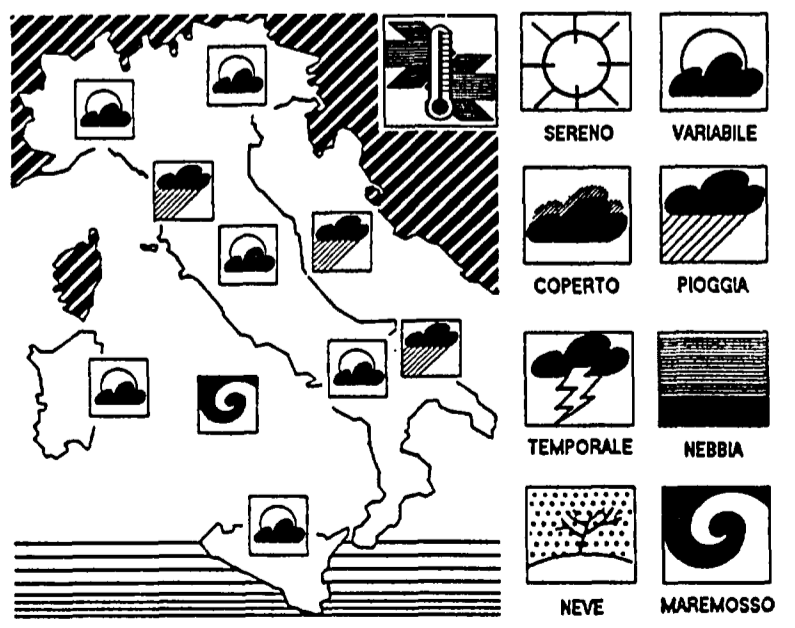 SERENO
VARIABILE
COPERTO
PIOGGIA
TEMPORALE
NEBBIA
NEVE
MAREMOSSO